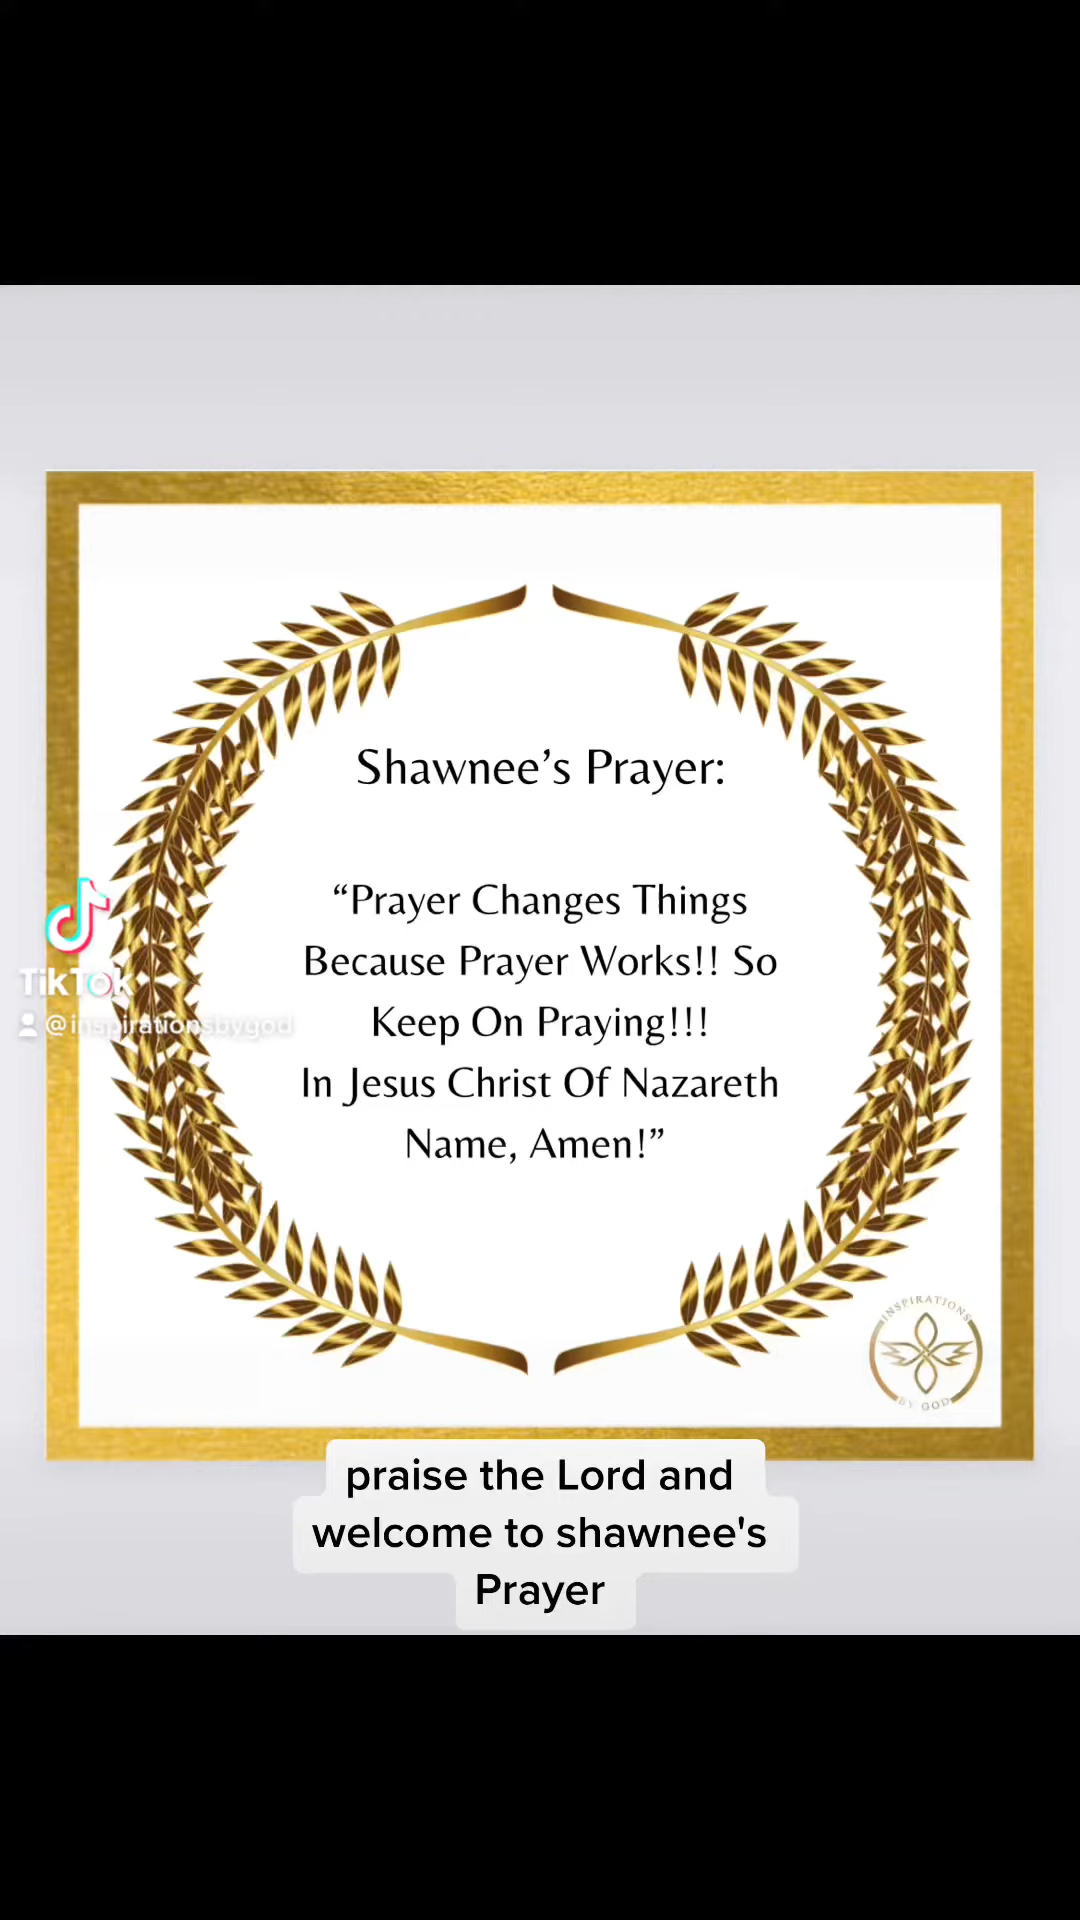 Shawnee’s Prayer:
“Prayer Changes Things
Because Prayer Works!! So
Keep On Praying!!!
In Jesus Christ Of Nazareth
Name, Amen!”
TikTok
@inspirationsbygod
INSPIRATIONS
BY GOD
praise the Lord and
welcome to shawnee's
Prayer